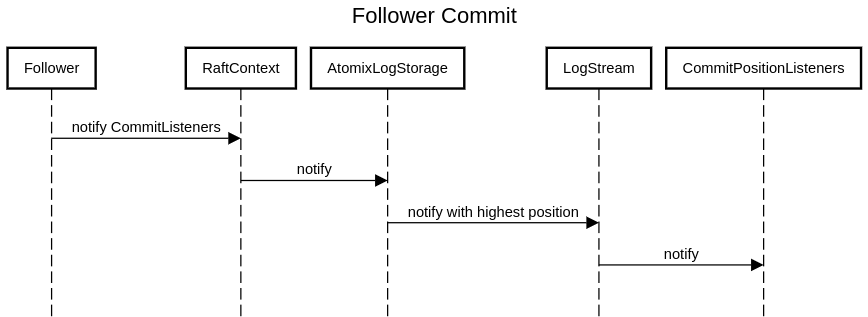 Follower Commit
Follower
RaftContext
AtomixLogStorage
LogStream
CommitPositionListeners
notify CommitListeners
notify
notify with highest position
notify